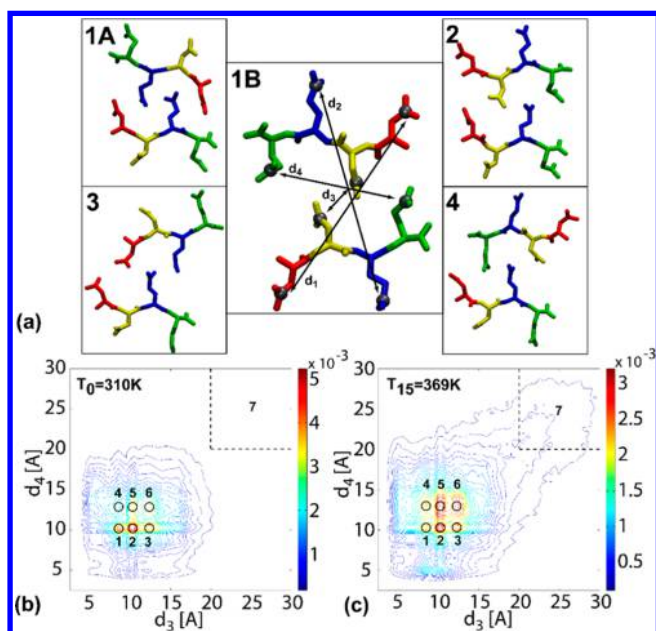 1A
2
1B
d₂
d₄
d₃
d₁
3
4
(a)
x 10⁻³
x 10⁻³
30
T₀=310K
7
5
30
T₁₅=369K
7
3
25
25
2.5
20
4
20
2
d₄ [A]
15
4 5 6
3
d₄ [A]
15
4 5 6
1.5
10
1 2 3
2
10
1 2 3
1
5
1
5
0.5
(b)
5 10 15 20 25 30
d₃ [A]
(c)
5 10 15 20 25 30
d₃ [A]